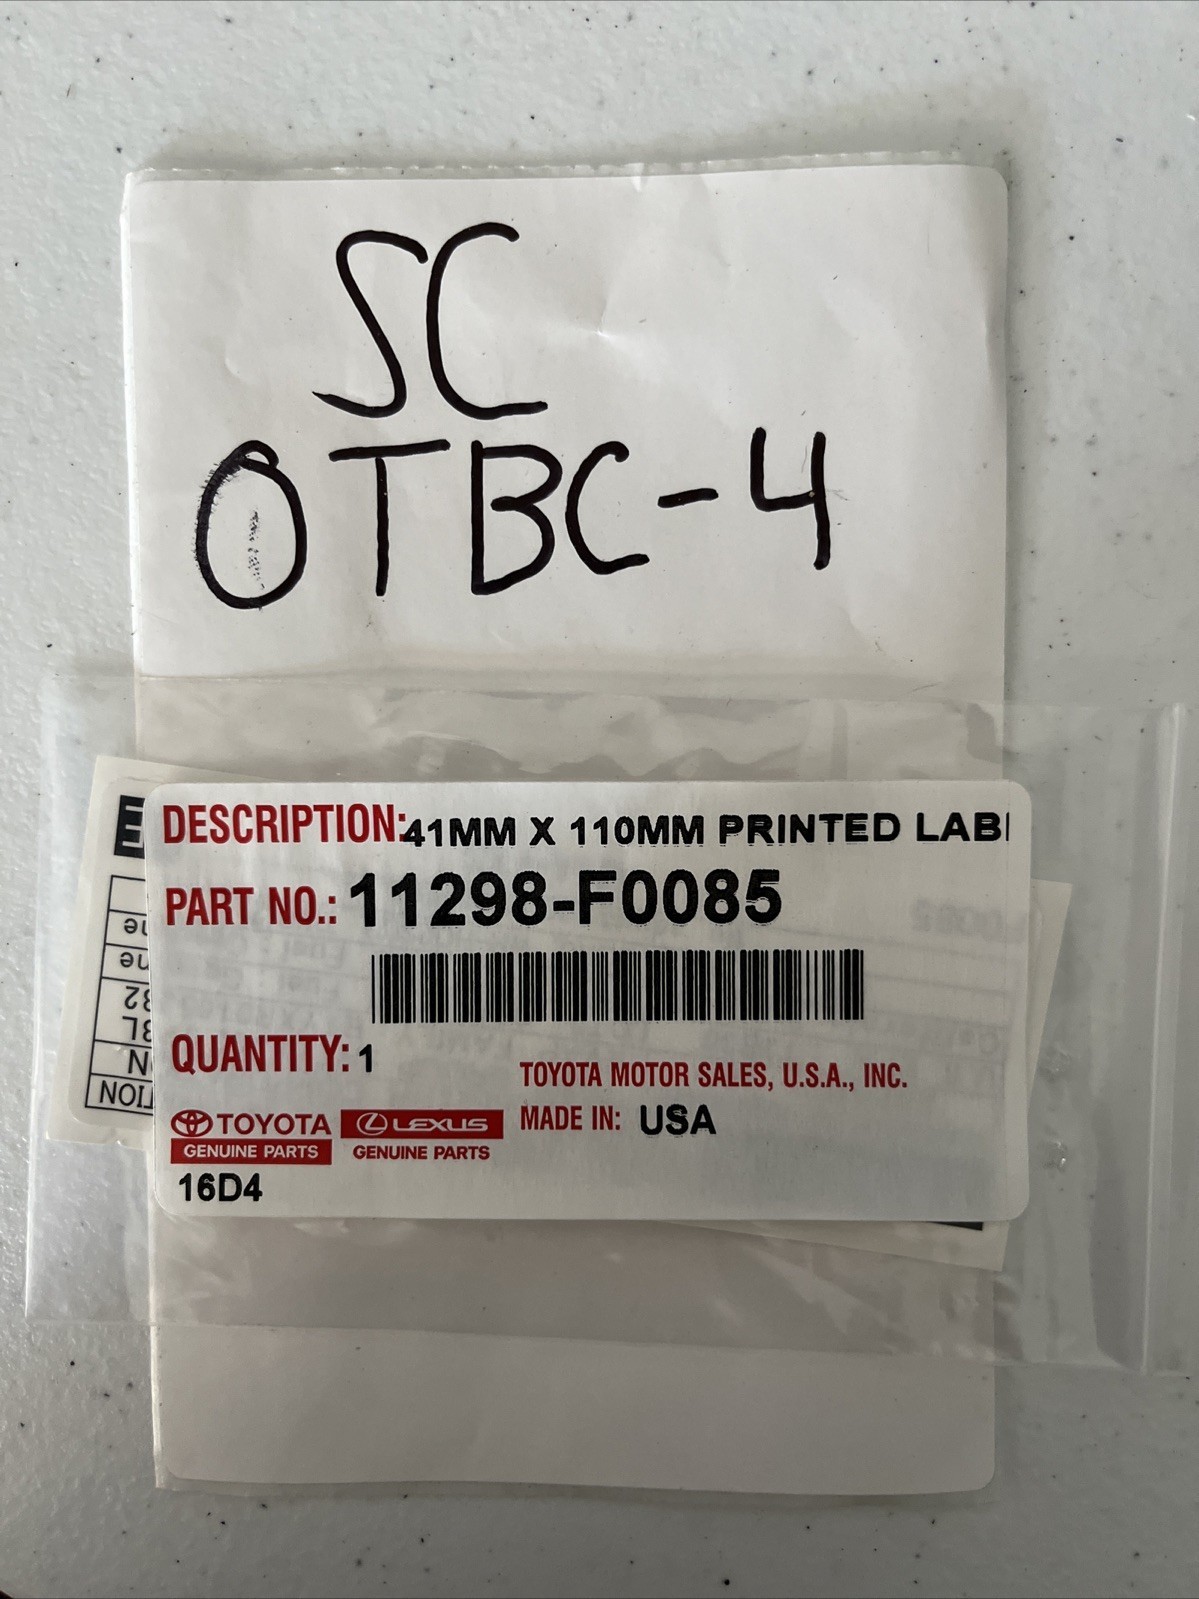 SC
OTBC-4
DESCRIPTION: 41MM X 110MM PRINTED LAB
PART NO.: 11298-F0085
QUANTITY: 1
TOYOTA MOTOR SALES, U.S.A., INC.
MADE IN: USA
TOYOTA
GENUINE PARTS
LEXUS
GENUINE PARTS
16D4